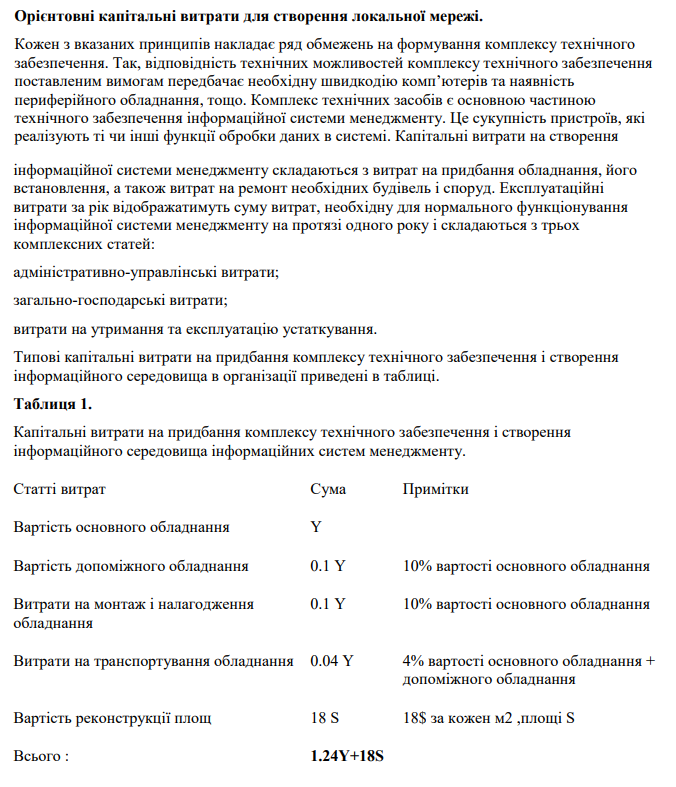 Орієнтовні капітальні витрати для створення локальної мережі.
Кожен з вказаних принципів накладає ряд обмежень на формування комплексу технічного
забезпечення. Так, відповідність технічних можливостей комплексу технічного забезпечення
поставленим вимогам передбачає необхідну швидкодію комп’ютерів та наявність
периферійного обладнання, тощо. Комплекс технічних засобів є основною частиною
технічного забезпечення інформаційної системи менеджменту. Це сукупність пристроїв, які
реалізують ті чи інші функції обробки даних в системі. Капітальні витрати на створення
інформаційної системи менеджменту складаються з витрат на придбання обладнання, його
встановлення, а також витрат на ремонт необхідних будівель і споруд. Експлуатаційні
витрати за рік відображатимуть суму витрат, необхідну для нормального функціонування
інформаційної системи менеджменту на протязі одного року і складаються з трьох
комплексних статей:
адміністративно-управлінські витрати;
загально-господарські витрати;
витрати на утримання та експлуатацію устаткування.
Типові капітальні витрати на придбання комплексу технічного забезпечення і створення
інформаційного середовища в організації приведені в таблиці.
Таблиця 1.
Капітальні витрати на придбання комплексу технічного забезпечення і створення
інформаційного середовища інформаційних систем менеджменту.
Статті витрат Сума Примітки
Вартість основного обладнання Y
Вартість допоміжного обладнання 0.1 Y 10% вартості основного обладнання
Витрати на монтаж і налагодження 0.1 Y 10% вартості основного обладнання
обладнання
Витрати на транспортування обладнання 0.04 Y 4% вартості основного обладнання +
допоміжного обладнання
Вартість реконструкції площ 18 S 18$ за кожен м2 ,площі S
Всього : 1.24Y+18S